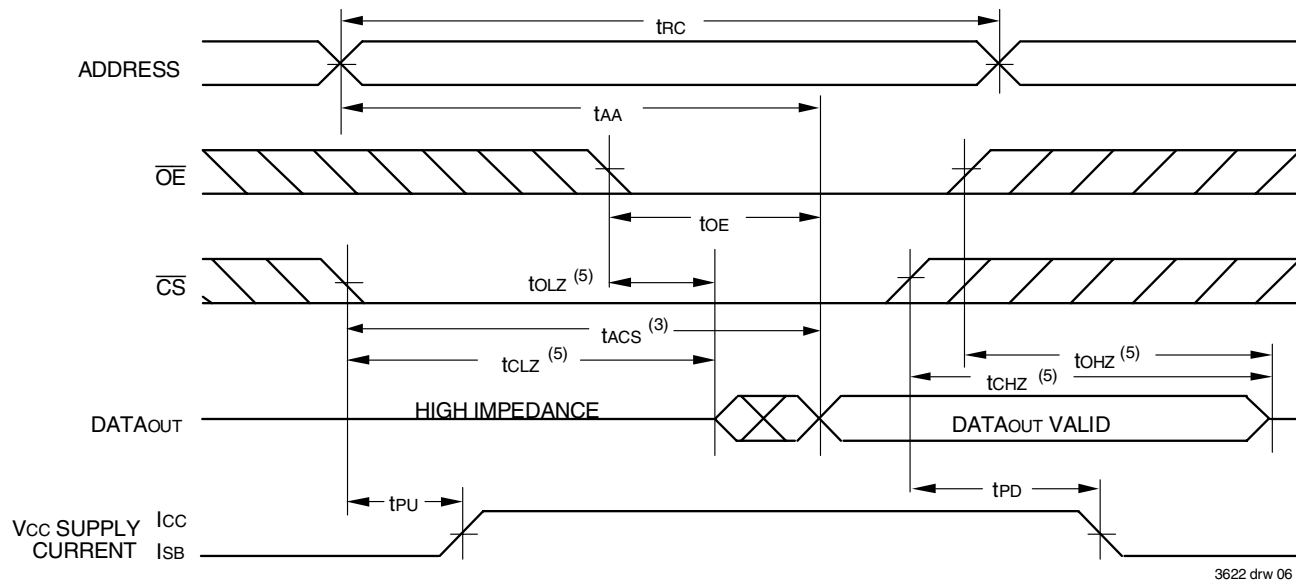 tRC
ADDRESS
tAA
OE
tOE
CS
tOLZ (5)
tACS (3)
tCLZ (5)
tOHZ (5)
tCHZ (5)
HIGH IMPEDANCE
DATAOUT
DATAOUT VALID
tPU
tPD
VCC SUPPLY ICC
CURRENT ISB
3622 drw 06